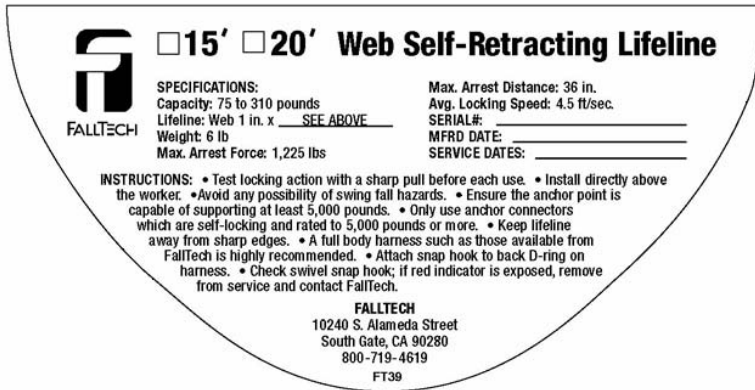 □15' □20' Web Self-Retracting Lifeline
FALLTECH
SPECIFICATIONS:
Capacity: 75 to 310 pounds
Lifeline: Web 1 in. x SEE ABOVE
Weight: 6 lb
Max. Arrest Force: 1,225 lbs
Max. Arrest Distance: 36 in.
Avg. Locking Speed: 4.5 ft/sec.
SERIAL#:
MFRD DATE:
SERVICE DATES:
INSTRUCTIONS: • Test locking action with a sharp pull before each use. • Install directly above
the worker. •Avoid any possibility of swing fall hazards. • Ensure the anchor point is
capable of supporting at least 5,000 pounds. • Only use anchor connectors
which are self-locking and rated to 5,000 pounds or more. • Keep lifeline
away from sharp edges. • A full body harness such as those available from
FallTech is highly recommended. • Attach snap hook to back D-ring on
harness. • Check swivel snap hook; if red indicator is exposed, remove
from service and contact FallTech.
FALLTECH
10240 S. Alameda Street
South Gate, CA 90280
800-719-4619
FT39